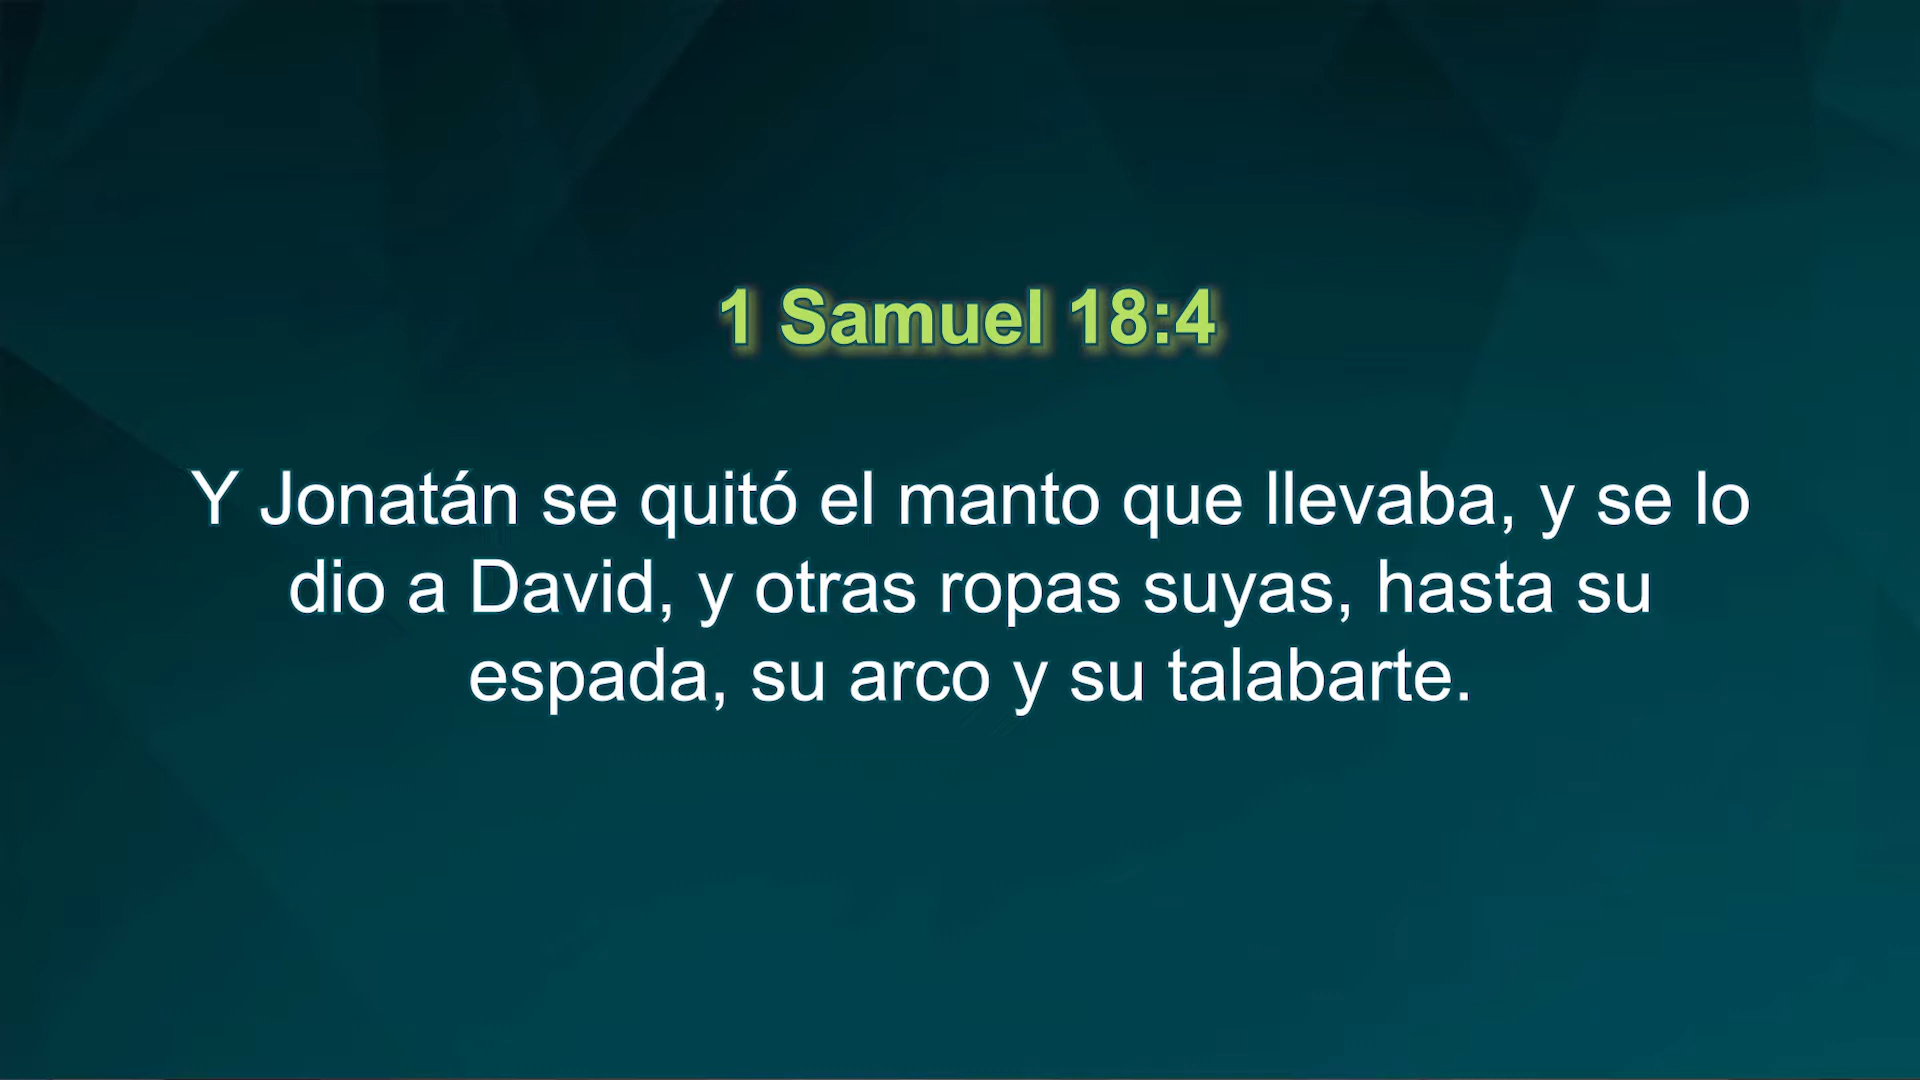 1 Samuel 18:4
Y Jonatán se quitó el manto que llevaba, y se lo
dio a David, y otras ropas suyas, hasta su
espada, su arco y su talabarte.